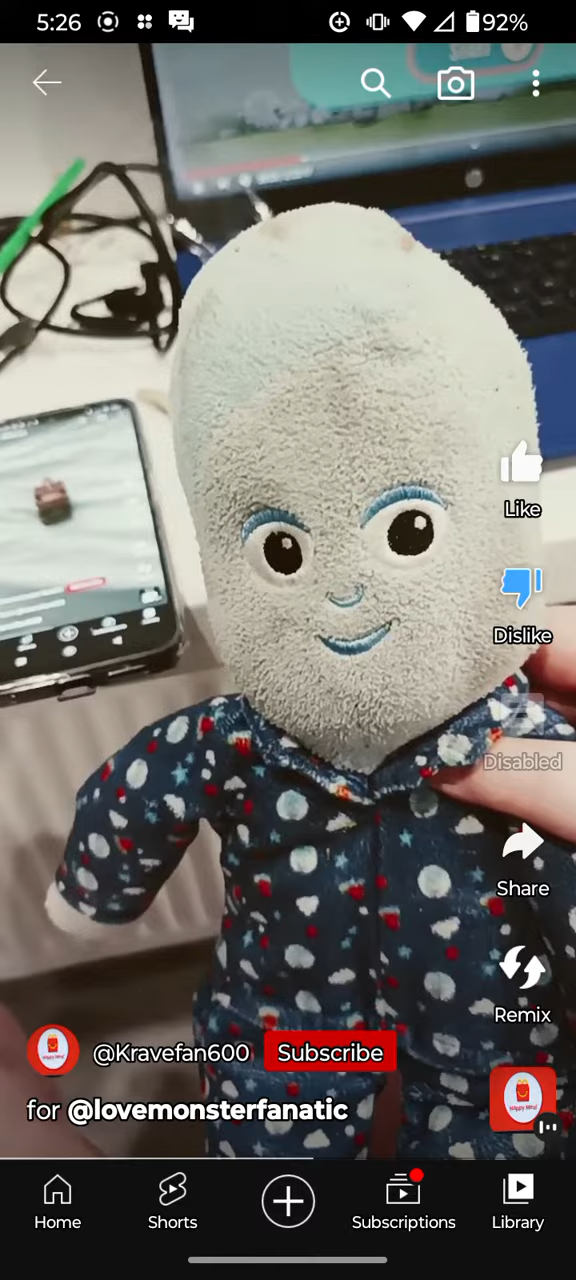 5:26
92%
Like
Dislike
Disabled
Share
Remix
@Kravefan600
Subscribe
for @lovemonsterfanatic
Home
Shorts
Subscriptions
Library